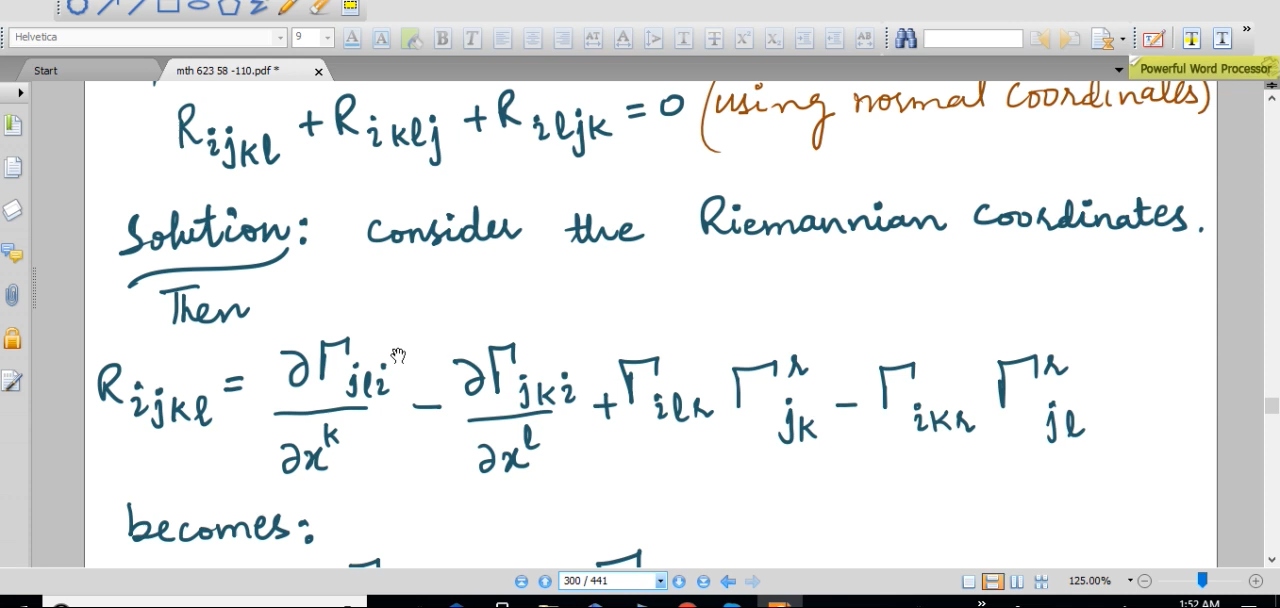 Helvetica 9
Start mth 623 58 -110.pdf * Powerful Word Processor
R_{ijkl} + R_{iklj} + R_{iljk} = 0 (using normal coordinates)
Solution: consider the Riemannian coordinates.
Then
R_{ijkl} = ∂Γ_{jli}/∂x^k - ∂Γ_{jki}/∂x^l + Γ_{ilr} Γ^r_{jk} - Γ_{ikr} Γ^r_{jl}
becomes:
300 / 441 125.00%
1:52 AM